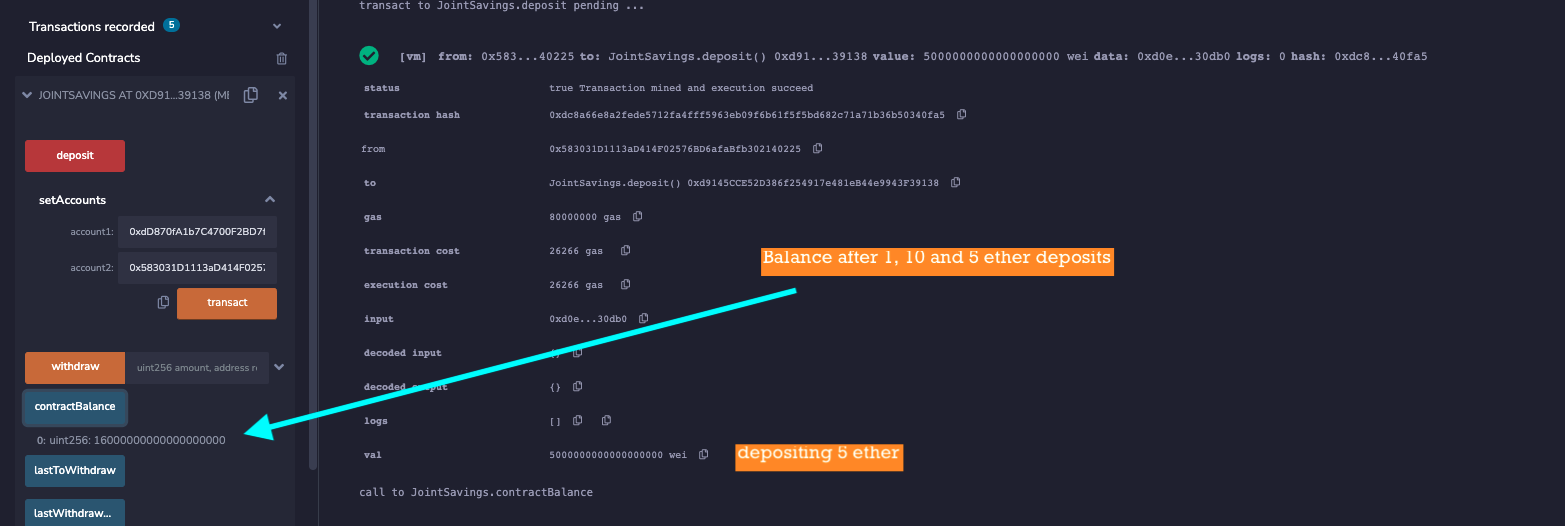 Transactions recorded 5
Deployed Contracts
JOINTSAVINGS AT 0XD91...39138 (ME
deposit
setAccounts
account1: 0xdD870fA1b7C4700F2BD7f
account2: 0x583031D1113aD414F0257
transact
withdraw uint256 amount, address re
contractBalance
0: uint256: 16000000000000000000
lastToWithdraw
lastWithdraw...
transact to JointSavings.deposit pending ...
[vm] from: 0x583...40225 to: JointSavings.deposit() 0xd91...39138 value: 5000000000000000000 wei data: 0xd0e...30db0 logs: 0 hash: 0xdc8...40fa5
status true Transaction mined and execution succeed
transaction hash 0xdc8a66e8a2fede5712fa4fff5963eb09f6b61f5f5bd682c71a71b36b50340fa5
from 0x583031D1113aD414F02576BD6afaBfb302140225
to JointSavings.deposit() 0xd9145CCE52D386f254917e481eB44e9943F39138
gas 80000000 gas
transaction cost 26266 gas
Balance after 1, 10 and 5 ether deposits
execution cost 26266 gas
input 0xd0e...30db0
decoded input {}
decoded output {}
logs []
val 5000000000000000000 wei
depositing 5 ether
call to JointSavings.contractBalance